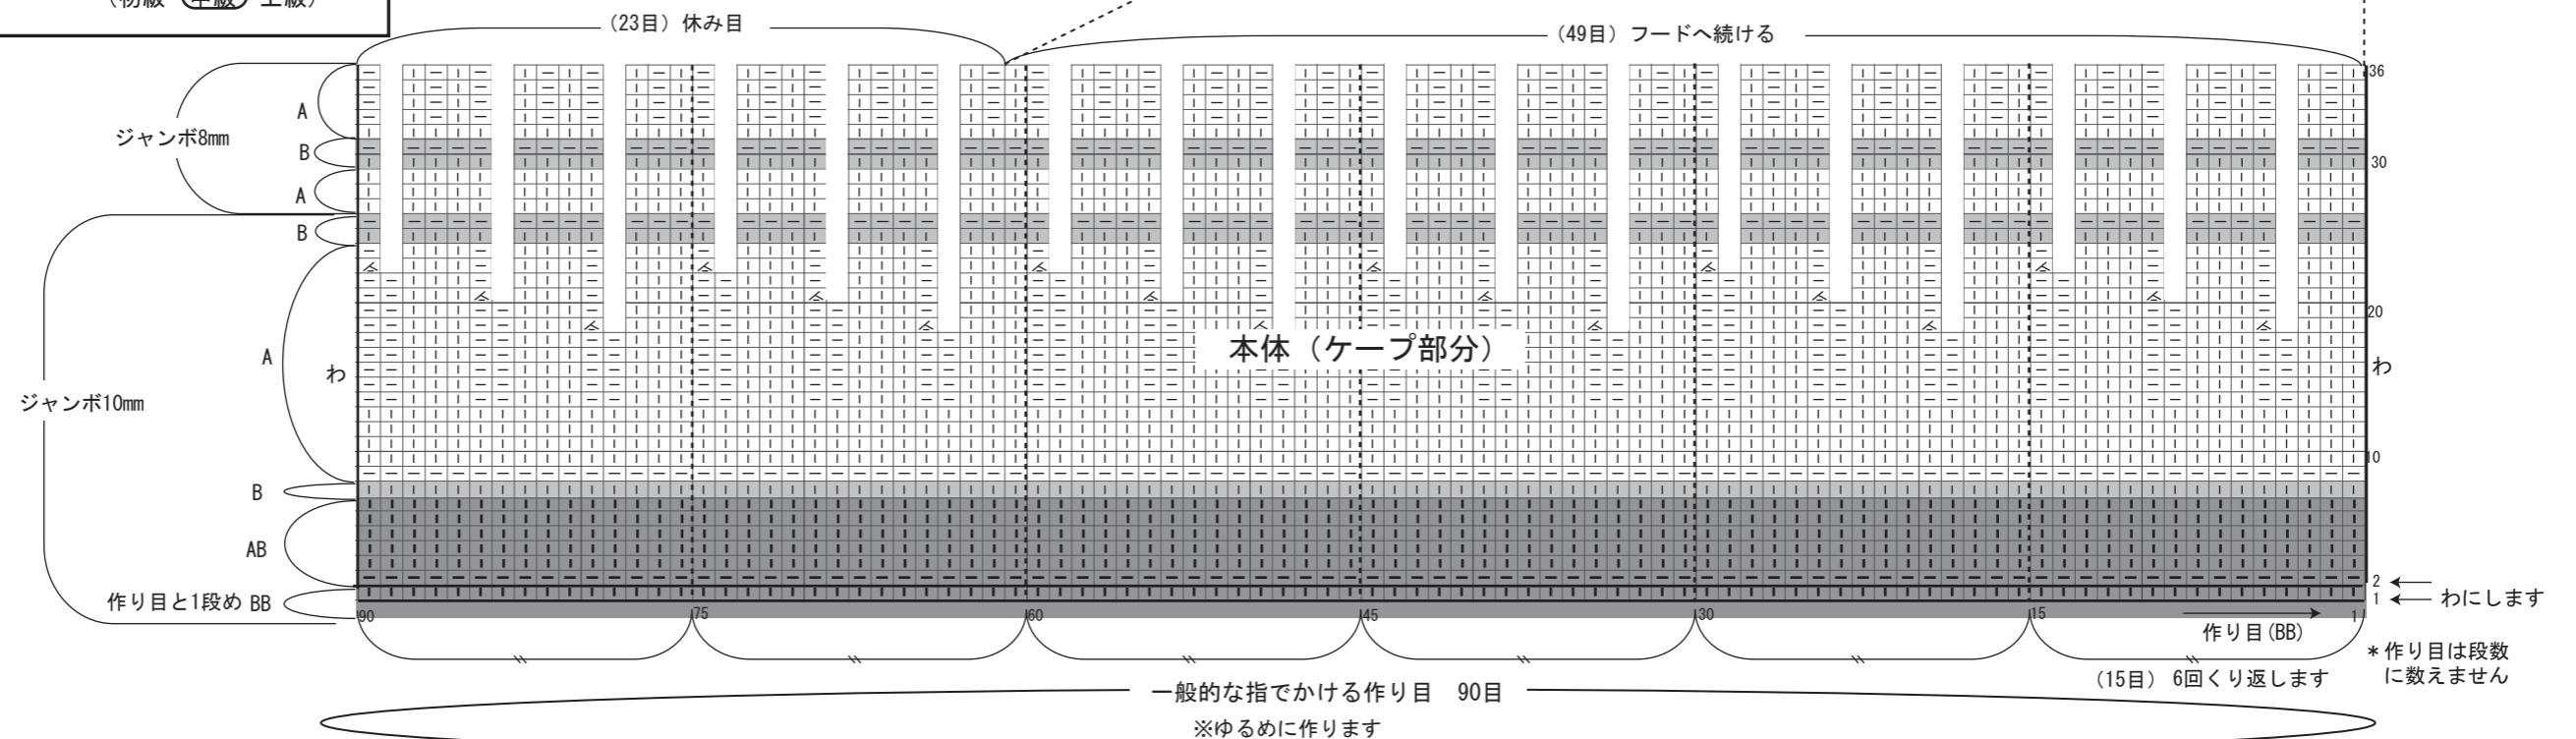 （初級 中級 上級）
（23目）休み目
（49目）フードへ続ける
36
A
ジャンボ8mm
B
30
A
B
20
本体（ケープ部分）
A
わ
わ
ジャンボ10mm
10
B
AB
2
作り目と1段め BB
1
わにします
90
75
60
45
30
15
1
作り目(BB)
＊作り目は段数
に数えません
（15目） 6回くり返します
一般的な指でかける作り目　90目
※ゆるめに作ります